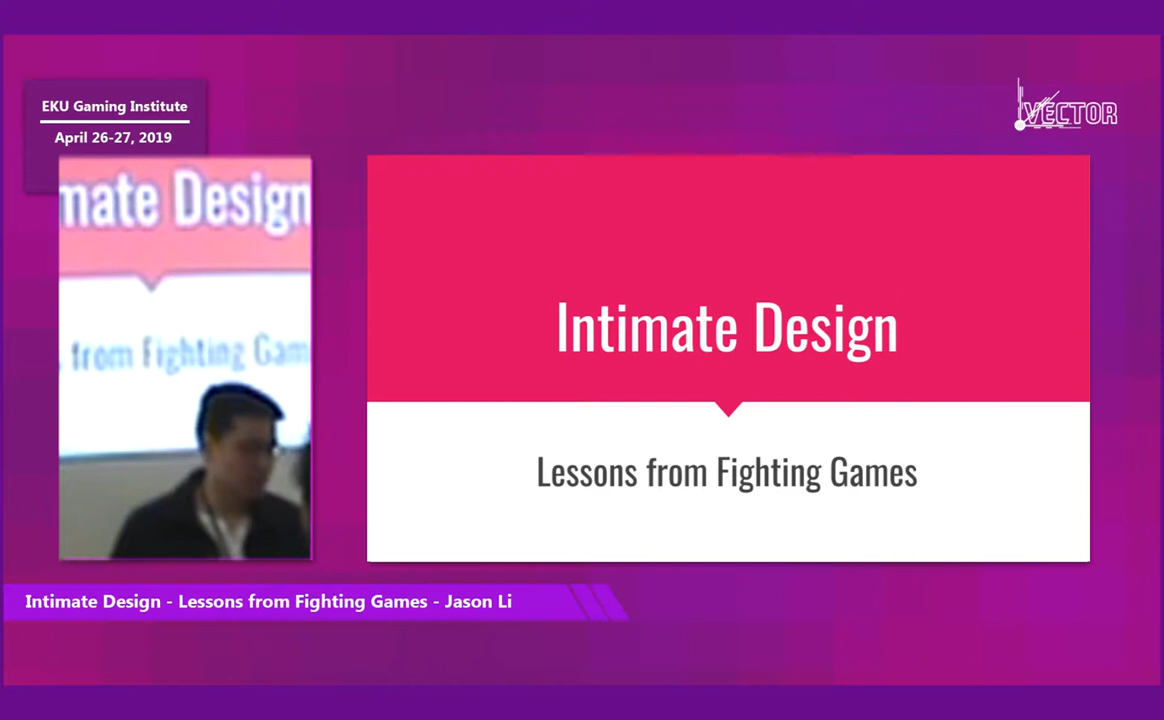 EKU Gaming Institute
April 26-27, 2019
VECTOR
mate Design
from Fighting Gam
Intimate Design
Lessons from Fighting Games
Intimate Design - Lessons from Fighting Games - Jason Li